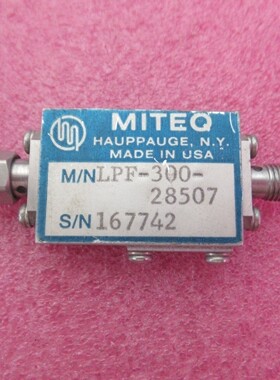 MITEQ
HAUPPAUGE, N.Y.
MADE IN USA
M/N LPF-300-
28507
S/N 167742